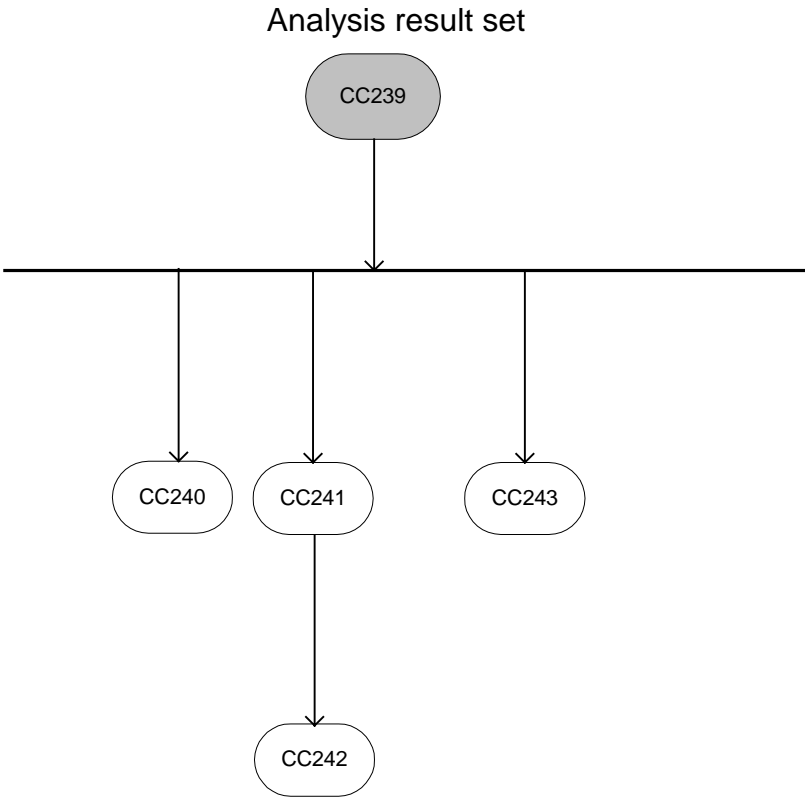 Analysis result set
CC239
CC240
CC241
CC243
CC242